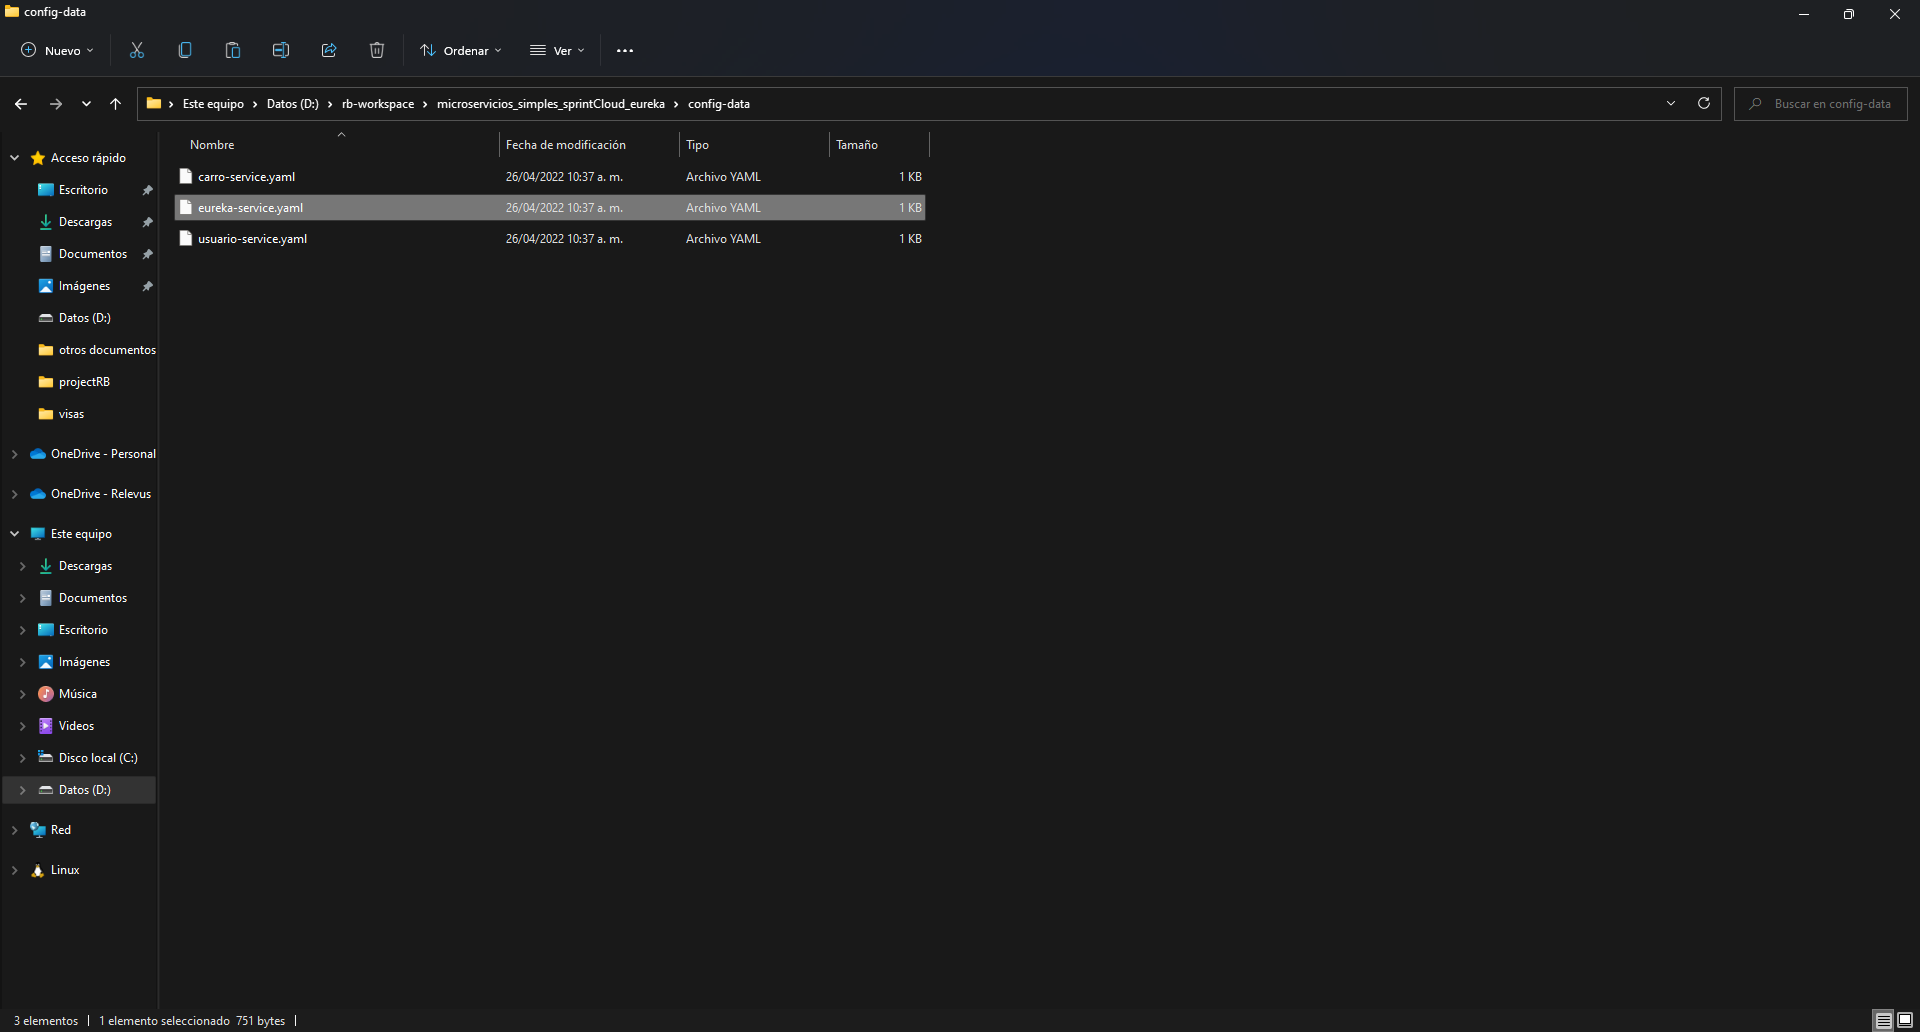 config-data
Nuevo
Ordenar
Ver
Este equipo
Datos (D:)
rb-workspace
microservicios_simples_sprintCloud_eureka
config-data
Buscar en config-data
Nombre
Fecha de modificación
Tipo
Tamaño
carro-service.yaml 26/04/2022 10:37 a. m. Archivo YAML 1 KB
eureka-service.yaml 26/04/2022 10:37 a. m. Archivo YAML 1 KB
usuario-service.yaml 26/04/2022 10:37 a. m. Archivo YAML 1 KB
Acceso rápido
Escritorio
Descargas
Documentos
Imágenes
Datos (D:)
otros documentos
projectRB
visas
OneDrive - Personal
OneDrive - Relevus
Este equipo
Descargas
Documentos
Escritorio
Imágenes
Música
Videos
Disco local (C:)
Datos (D:)
Red
Linux
3 elementos
1 elemento seleccionado 751 bytes